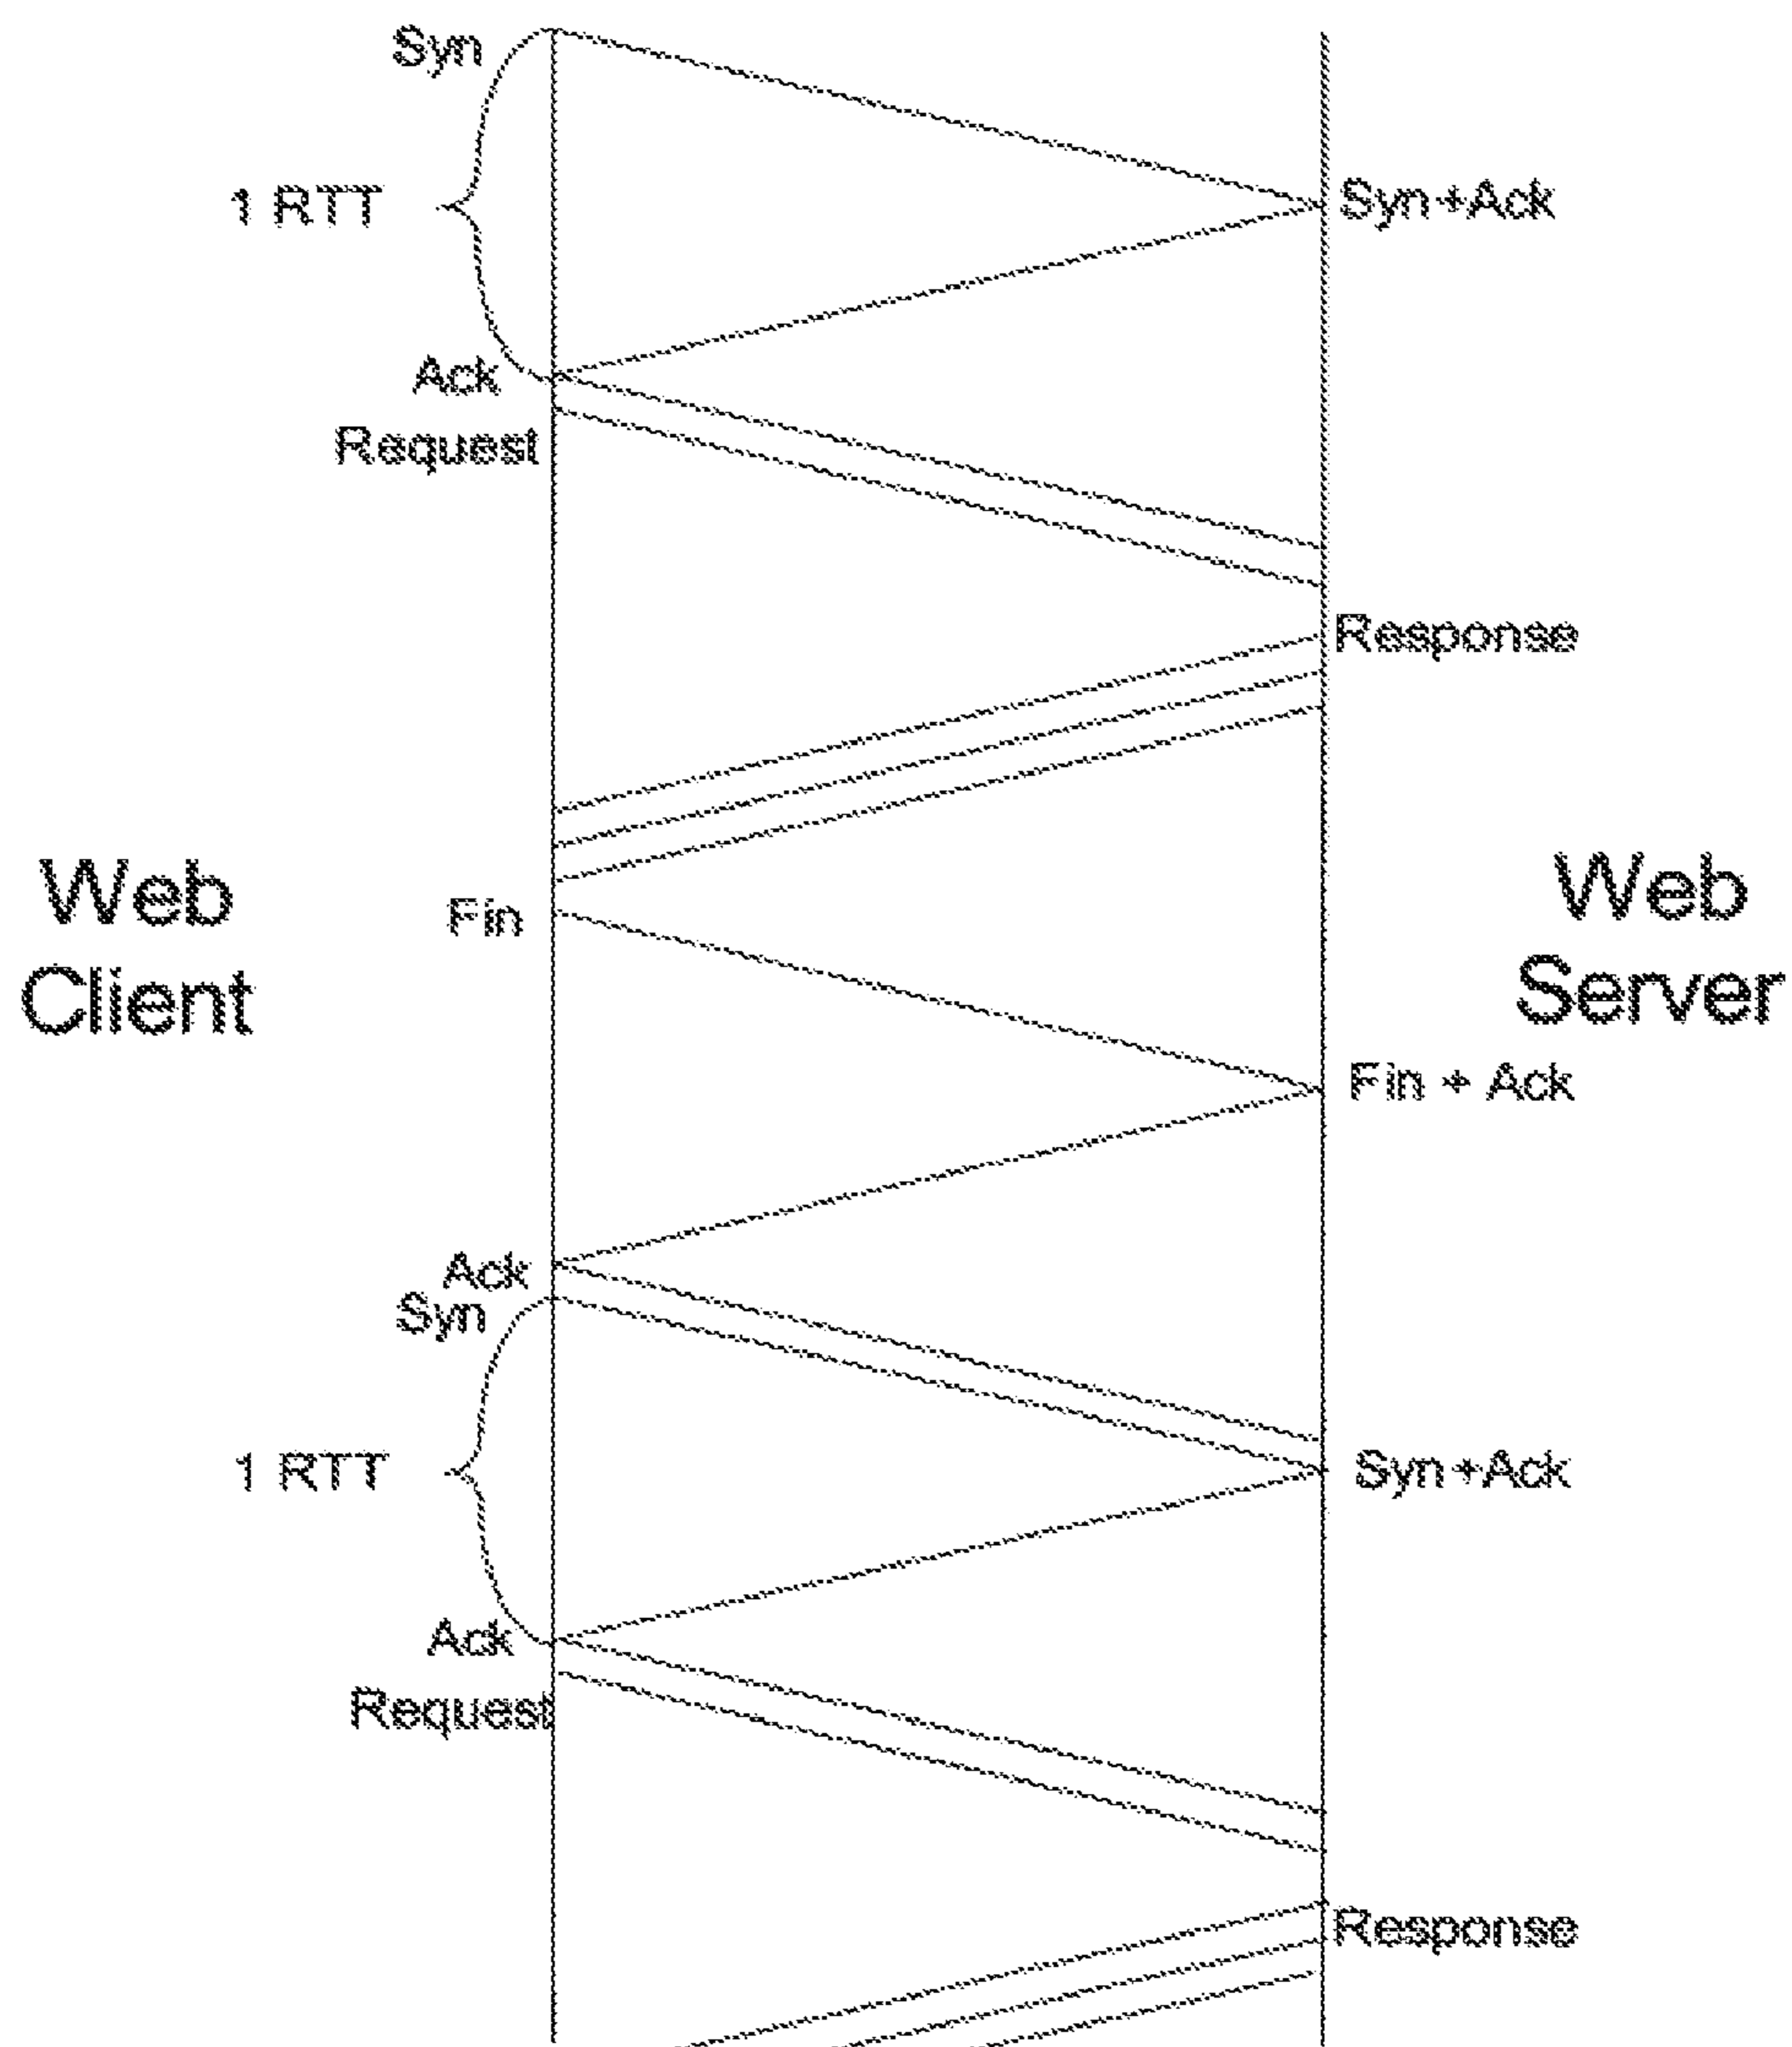 Syn
1 RTT
Syn+Ack
Ack
Request
Response
Web
Client
Web
Server
Fin
Fin + Ack
Ack
Syn
1 RTT
Syn+Ack
Ack
Request
Response